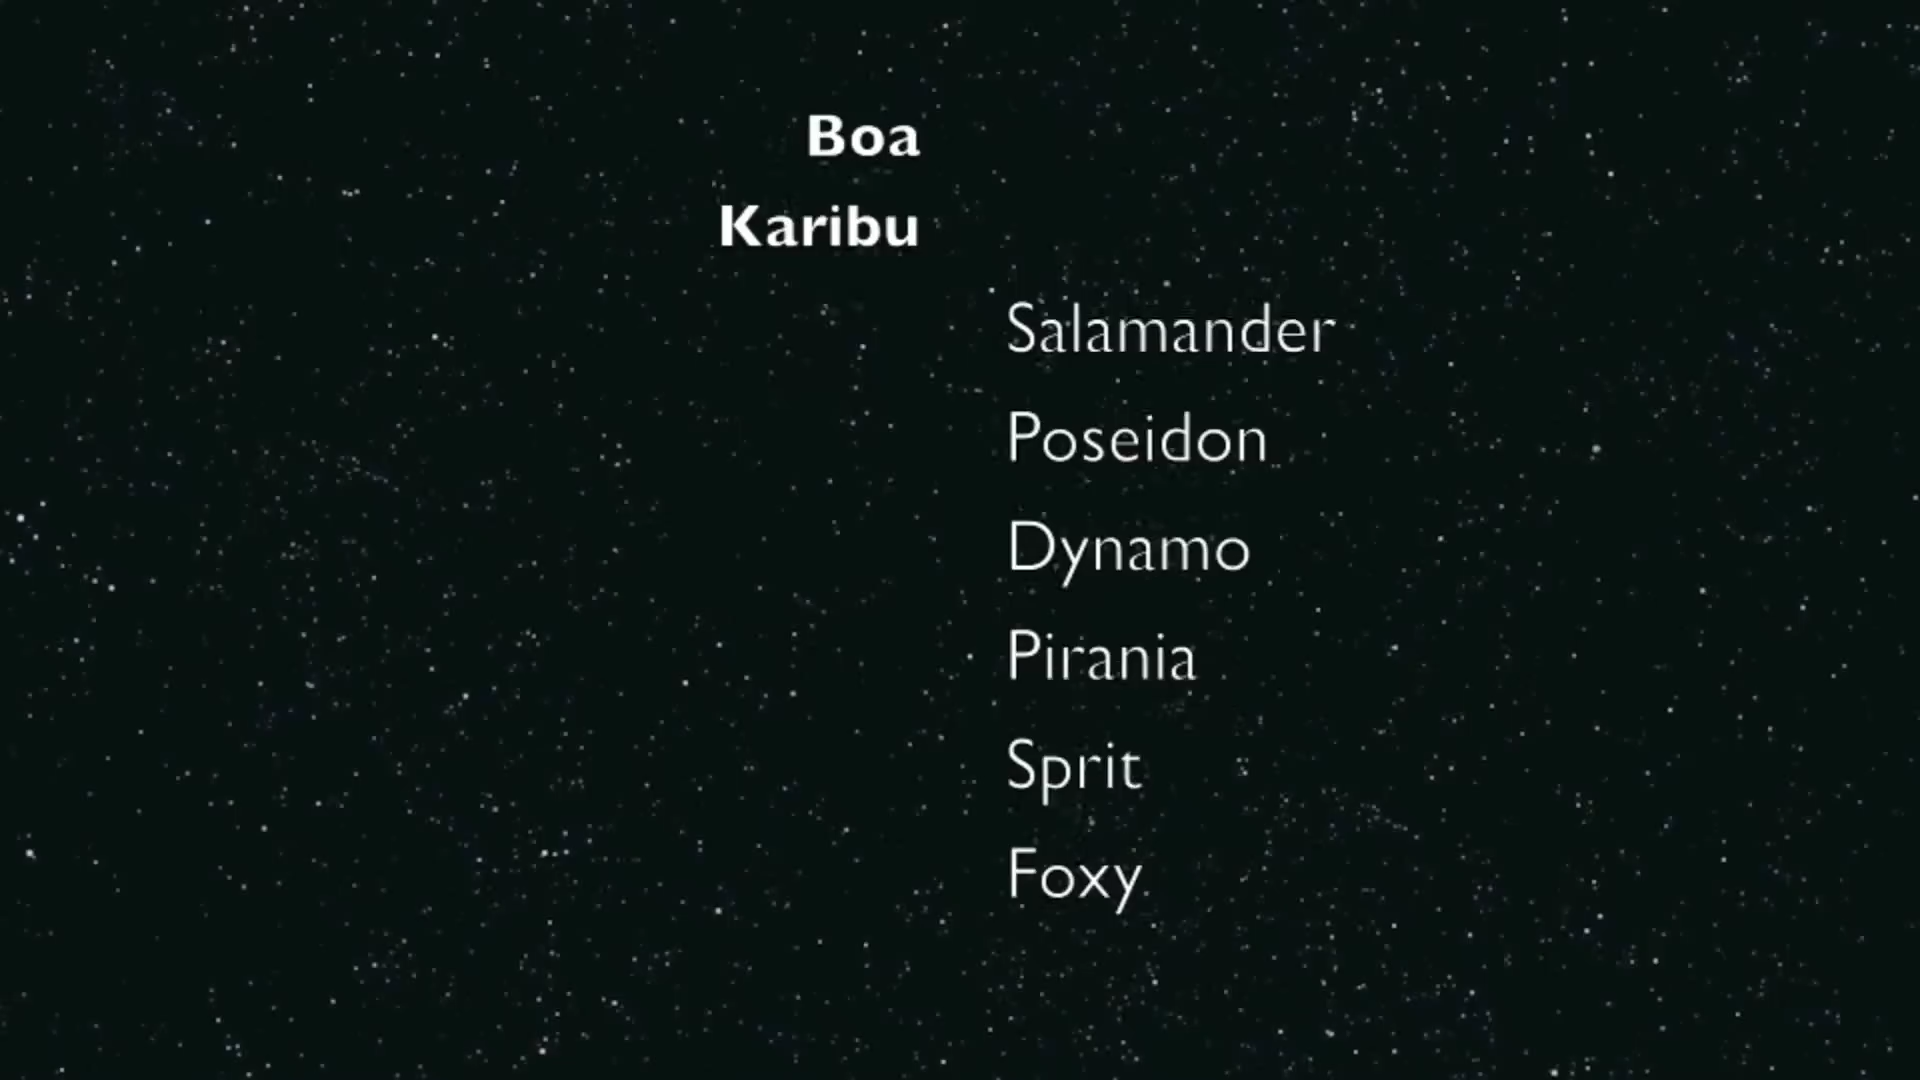 Boa
Karibu
Salamander
Poseidon
Dynamo
Pirania
Sprit
Foxy